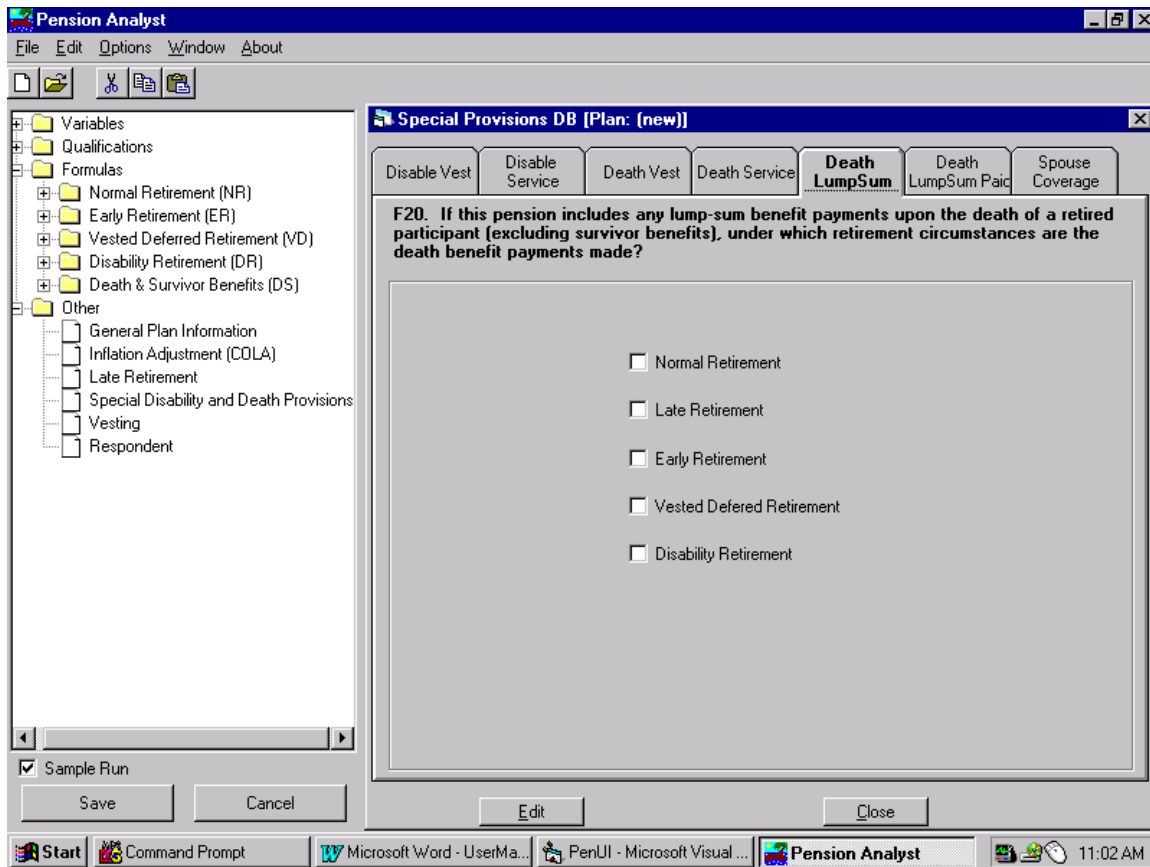 Pension Analyst
File Edit Options Window About
Variables
Qualifications
Formulas
Normal Retirement (NR)
Early Retirement (ER)
Vested Deferred Retirement (VD)
Disability Retirement (DR)
Death & Survivor Benefits (DS)
Other
General Plan Information
Inflation Adjustment (COLA)
Late Retirement
Special Disability and Death Provisions
Vesting
Respondent
Sample Run
Save Cancel
Special Provisions DB [Plan: (new)]
Disable Vest
Disable
Service
Death Vest
Death Service
Death
LumpSum
Death
LumpSum Paid
Spouse
Coverage
F20. If this pension includes any lump-sum benefit payments upon the death of a retired
participant (excluding survivor benefits), under which retirement circumstances are the
death benefit payments made?
Normal Retirement
Late Retirement
Early Retirement
Vested Defered Retirement
Disability Retirement
Edit Close
Start Command Prompt Microsoft Word - UserMa... PenUI - Microsoft Visual ... Pension Analyst 11:02 AM